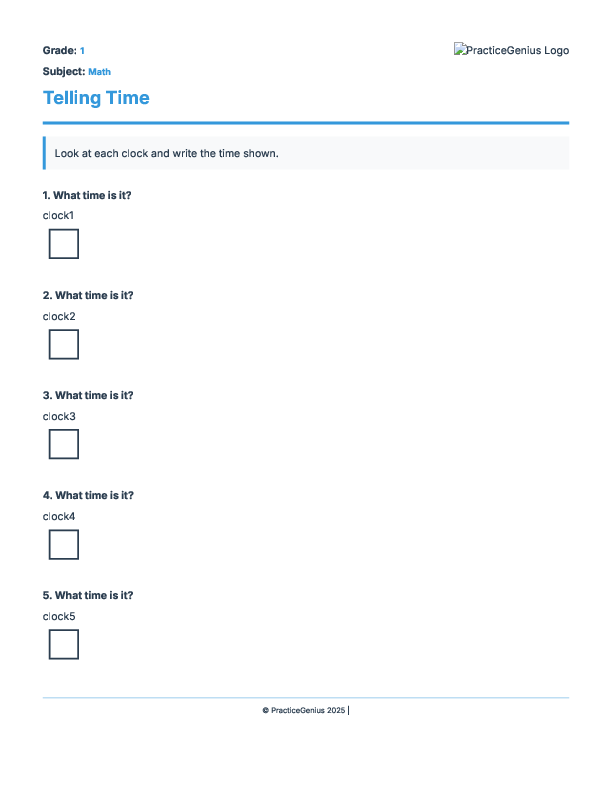 Grade: 1
PracticeGenius Logo
Subject: Math
Telling Time
Look at each clock and write the time shown.
1. What time is it?
clock1
2. What time is it?
clock2
3. What time is it?
clock3
4. What time is it?
clock4
5. What time is it?
clock5
© PracticeGenius 2025 |